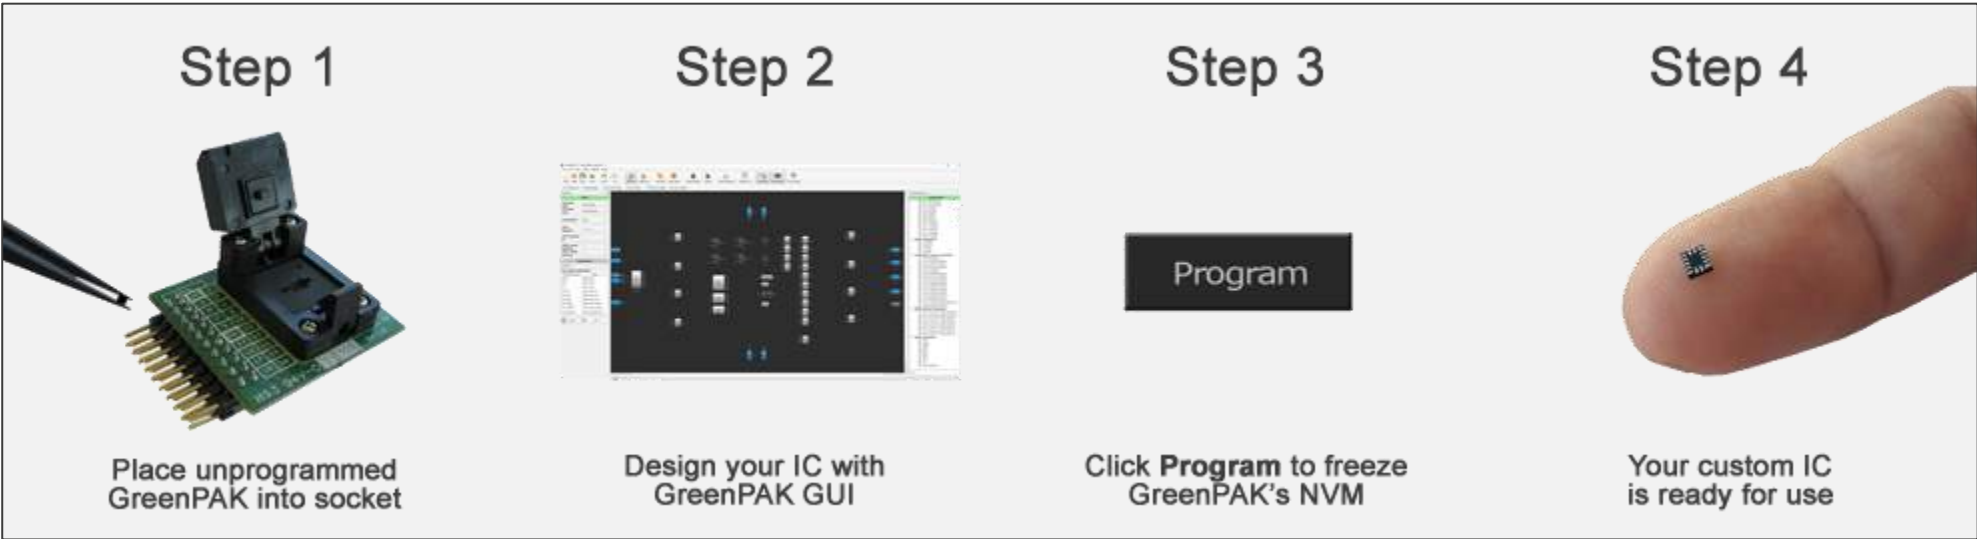 Step 1
Step 2
Step 3
Step 4
Program
Place unprogrammed
GreenPAK into socket
Design your IC with
GreenPAK GUI
Click Program to freeze
GreenPAK's NVM
Your custom IC
is ready for use